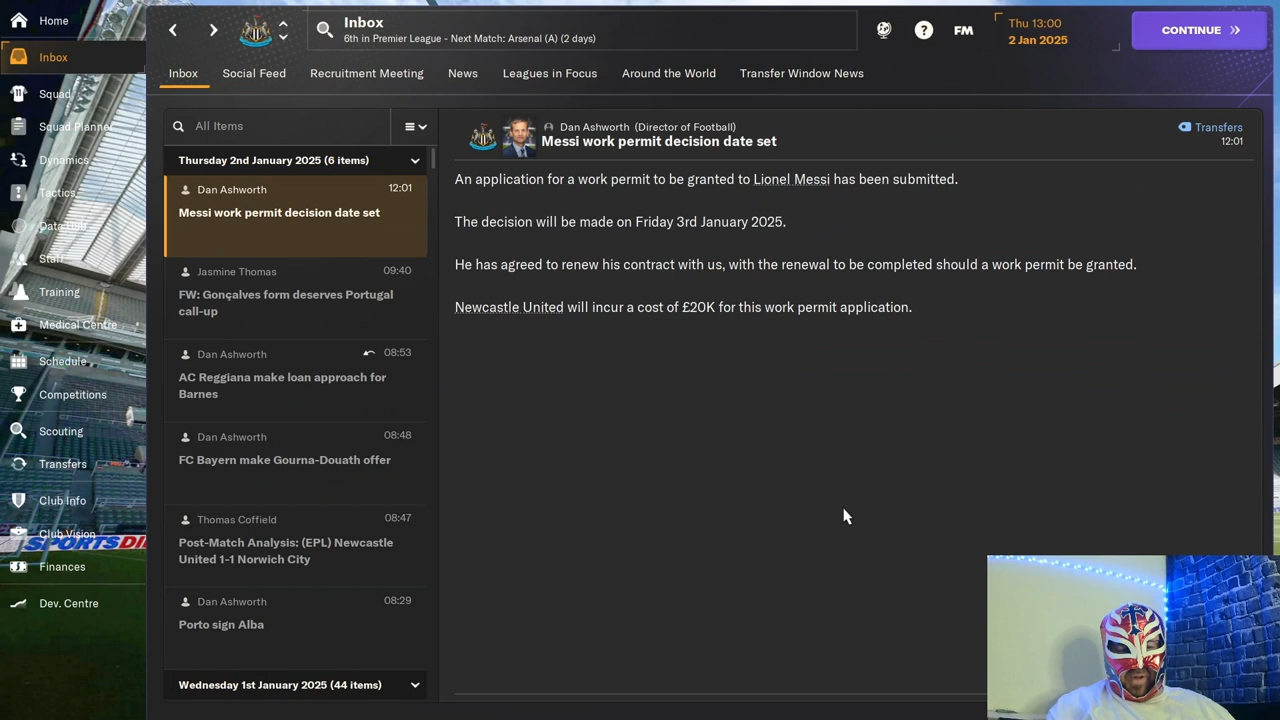 Home
Inbox
Squad
Squad Planner
Dynamics
Tactics
Data Hub
Staff
Training
Medical Centre
Schedule
Competitions
Scouting
Transfers
Club Info
Club Vision
Finances
Dev. Centre
SPORTS DI
Inbox
6th in Premier League - Next Match: Arsenal (A) (2 days)
?
FM
Thu 13:00
2 Jan 2025
CONTINUE
Inbox Social Feed Recruitment Meeting News Leagues in Focus Around the World Transfer Window News
All Items
Thursday 2nd January 2025 (6 items)
Dan Ashworth 12:01
Messi work permit decision date set
Jasmine Thomas 09:40
FW: Gonçalves form deserves Portugal
call-up
Dan Ashworth 08:53
AC Reggiana make loan approach for
Barnes
Dan Ashworth 08:48
FC Bayern make Gourna-Douath offer
Thomas Coffield 08:47
Post-Match Analysis: (EPL) Newcastle
United 1-1 Norwich City
Dan Ashworth 08:29
Porto sign Alba
Wednesday 1st January 2025 (44 items)
Dan Ashworth (Director of Football)
Messi work permit decision date set
Transfers
12:01
An application for a work permit to be granted to Lionel Messi has been submitted.
The decision will be made on Friday 3rd January 2025.
He has agreed to renew his contract with us, with the renewal to be completed should a work permit be granted.
Newcastle United will incur a cost of £20K for this work permit application.